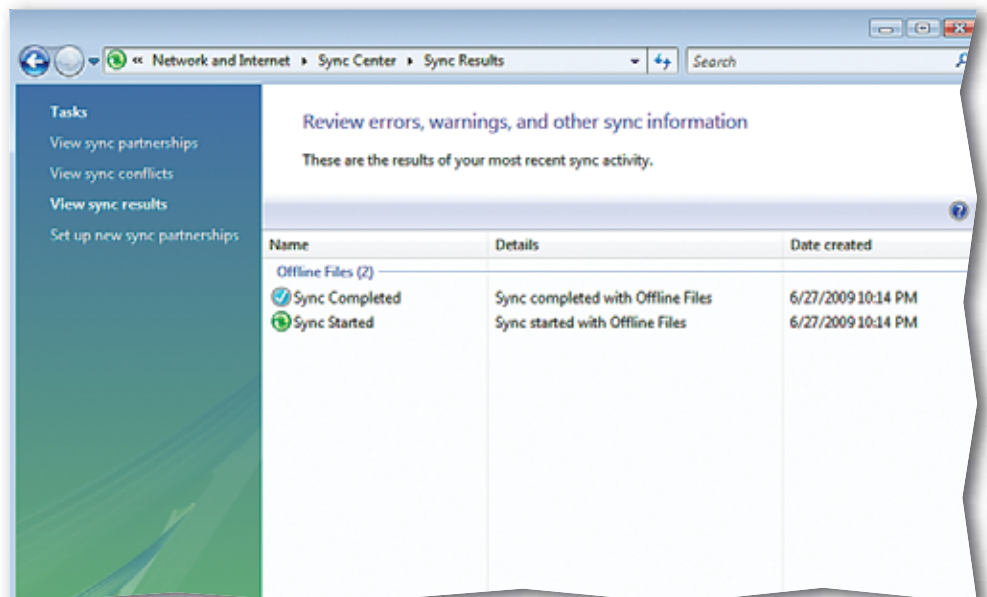 « Network and Internet ▸ Sync Center ▸ Sync Results
Search
Tasks
View sync partnerships
View sync conflicts
View sync results
Set up new sync partnerships
Review errors, warnings, and other sync information
These are the results of your most recent sync activity.
Name Details Date created
Offline Files (2)
Sync Completed Sync completed with Offline Files 6/27/2009 10:14 PM
Sync Started Sync started with Offline Files 6/27/2009 10:14 PM